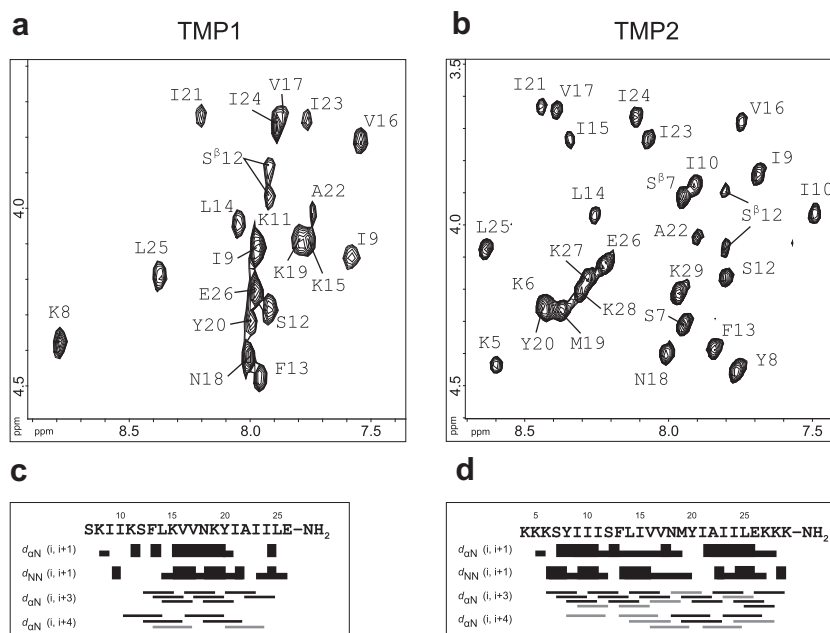 a
TMP1
b
TMP2
I21
V17
I24
I23
V16
Sβ12
A22
L14
K11
L25
I9
K19
K15
I9
E26
K8
Y20
S12
N18
F13
4.0
4.5
ppm
ppm
8.5
8.0
7.5
3.5
I21
V17
I24
V16
I15
I23
I10
I9
Sβ7
I10
L14
Sβ12
L25
A22
K27
E26
K6
K29
S12
K28
S7
K5
Y20
M19
F13
N18
Y8
4.0
4.5
ppm
ppm
8.5
8.0
7.5
c
10 15 20 25
SKIIKSFLKVVNKYIAIILE-NH2
dαN (i, i+1)
dNN (i, i+1)
dαN (i, i+3)
dαN (i, i+4)
d
5 10 15 20 25
KKKSYIIISFLIVVNMYIAIILEKKK-NH2
dαN (i, i+1)
dNN (i, i+1)
dαN (i, i+3)
dαN (i, i+4)